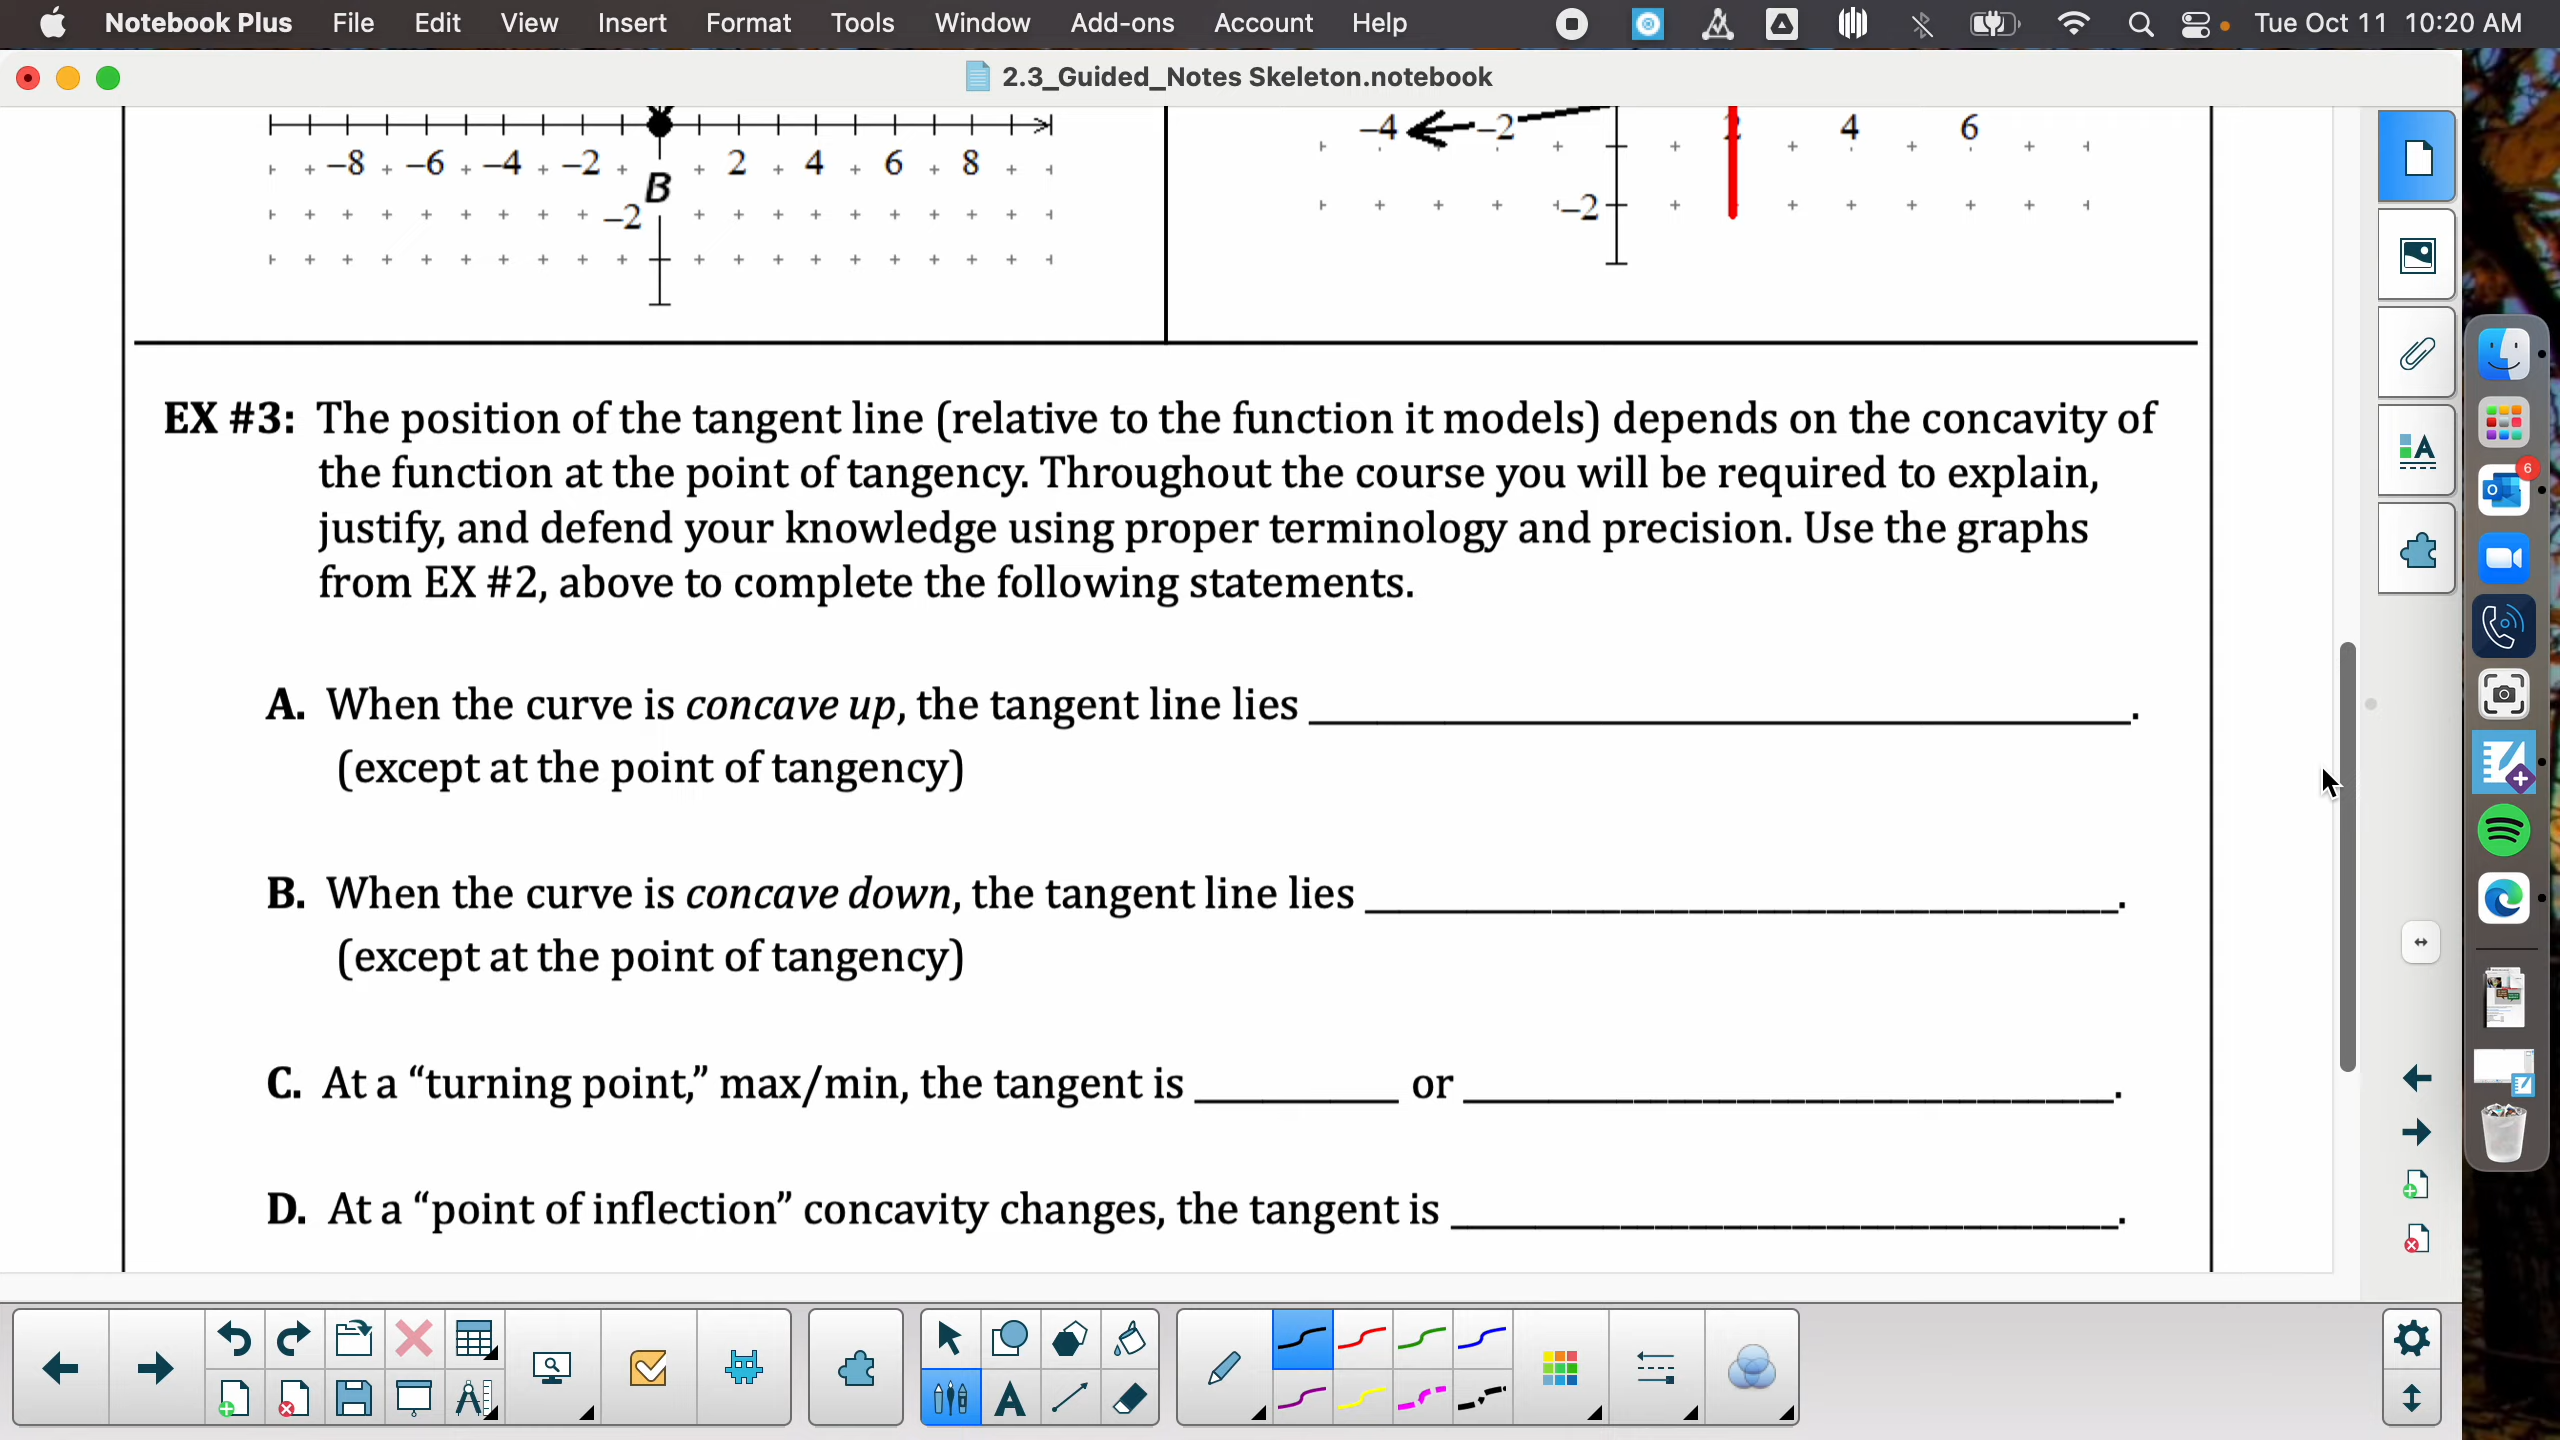 Notebook Plus File Edit View Insert Format Tools Window Add-ons Account Help Tue Oct 11 10:20 AM
2.3_Guided_Notes Skeleton.notebook
–8 –6 –4 –2 2 4 6 8
B
–2
–4 –2 2 4 6
–2
EX #3: The position of the tangent line (relative to the function it models) depends on the concavity of
the function at the point of tangency. Throughout the course you will be required to explain,
justify, and defend your knowledge using proper terminology and precision. Use the graphs
from EX #2, above to complete the following statements.
A. When the curve is concave up, the tangent line lies ______________________________.
(except at the point of tangency)
B. When the curve is concave down, the tangent line lies ______________________________.
(except at the point of tangency)
C. At a “turning point,” max/min, the tangent is _________ or ______________________________.
D. At a “point of inflection” concavity changes, the tangent is ______________________________.
6
A
A